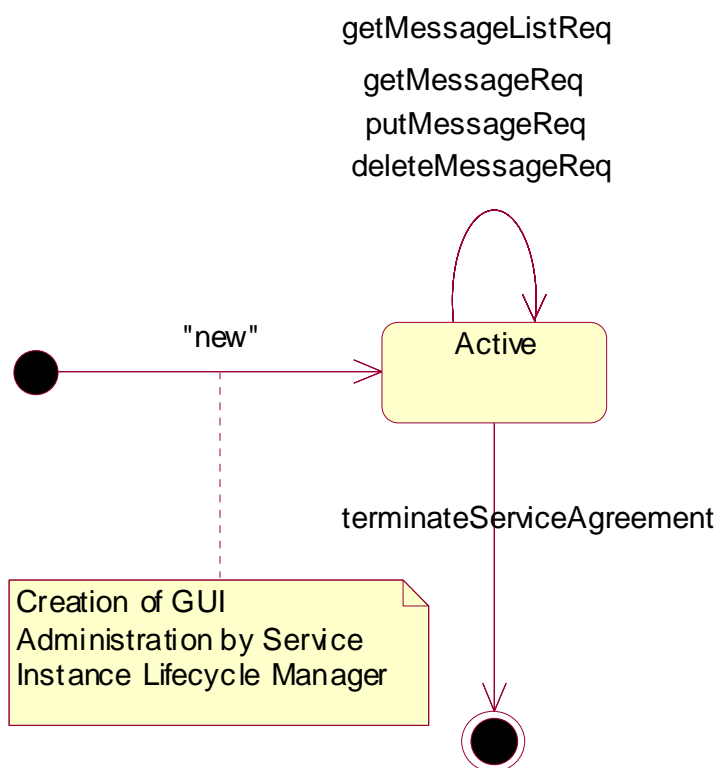 getMessageListReq
getMessageReq
putMessageReq
deleteMessageReq
"new"
Active
terminateServiceAgreement
Creation of GUI
Administration by Service
Instance Lifecycle Manager